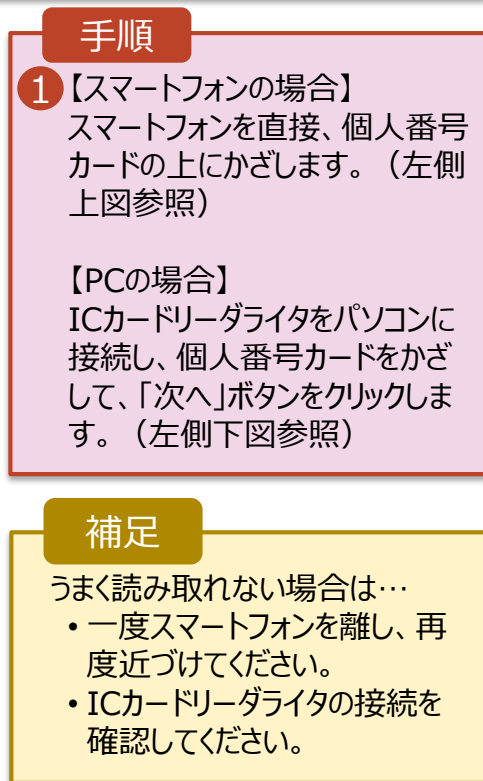 手順
1【スマートフォンの場合】
スマートフォンを直接、個人番号
カードの上にかざします。（左側
上図参照）
【PCの場合】
ICカードリーダライタをパソコンに
接続し、個人番号カードをかざ
して、「次へ」ボタンをクリックしま
す。（左側下図参照）
補足
うまく読み取れない場合は…
• 一度スマートフォンを離し、再
度近づけてください。
• ICカードリーダライタの接続を
確認してください。